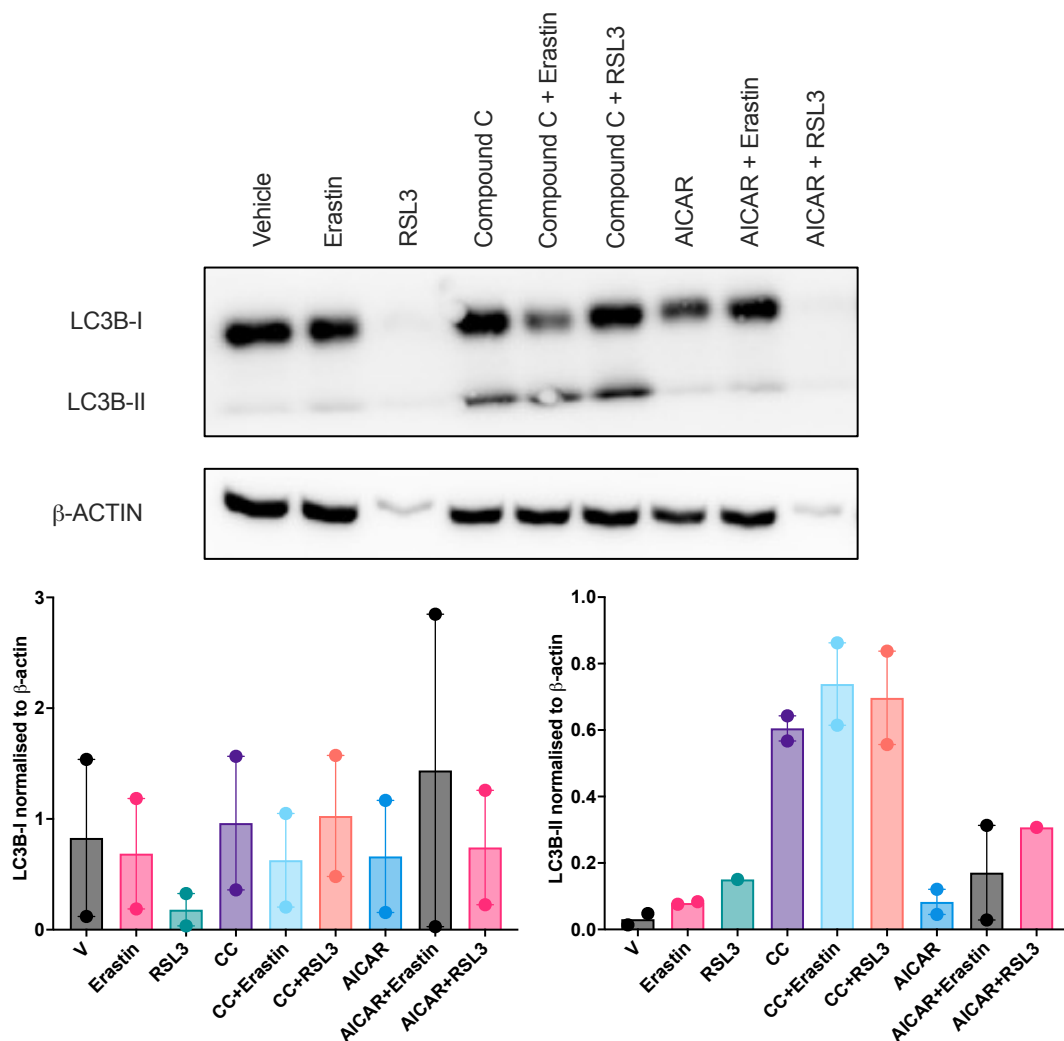 Vehicle
Erastin
RSL3
Compound C
Compound C + Erastin
Compound C + RSL3
AICAR
AICAR + Erastin
AICAR + RSL3
LC3B-I
LC3B-II
β-ACTIN
LC3B-I normalised to β-actin
3
2
1
0
V
Erastin
RSL3
CC
CC+Erastin
CC+RSL3
AICAR
AICAR+Erastin
AICAR+RSL3
LC3B-II normalised to β-actin
1.0
0.8
0.6
0.4
0.2
0.0
V
Erastin
RSL3
CC
CC+Erastin
CC+RSL3
AICAR
AICAR+Erastin
AICAR+RSL3